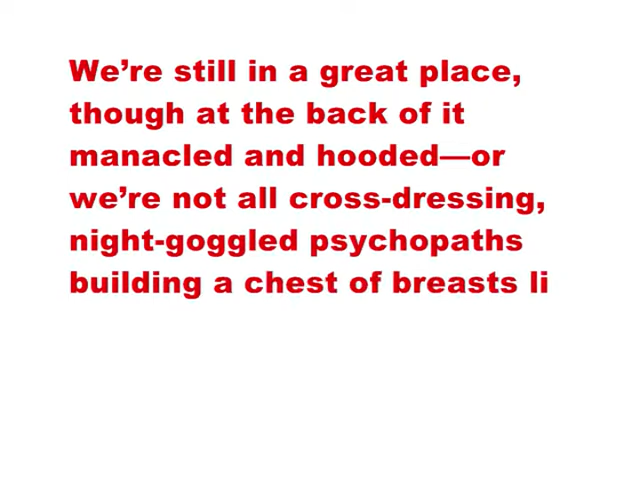 We’re still in a great place,
though at the back of it
manacled and hooded—or
we’re not all cross-dressing,
night-goggled psychopaths
building a chest of breasts li